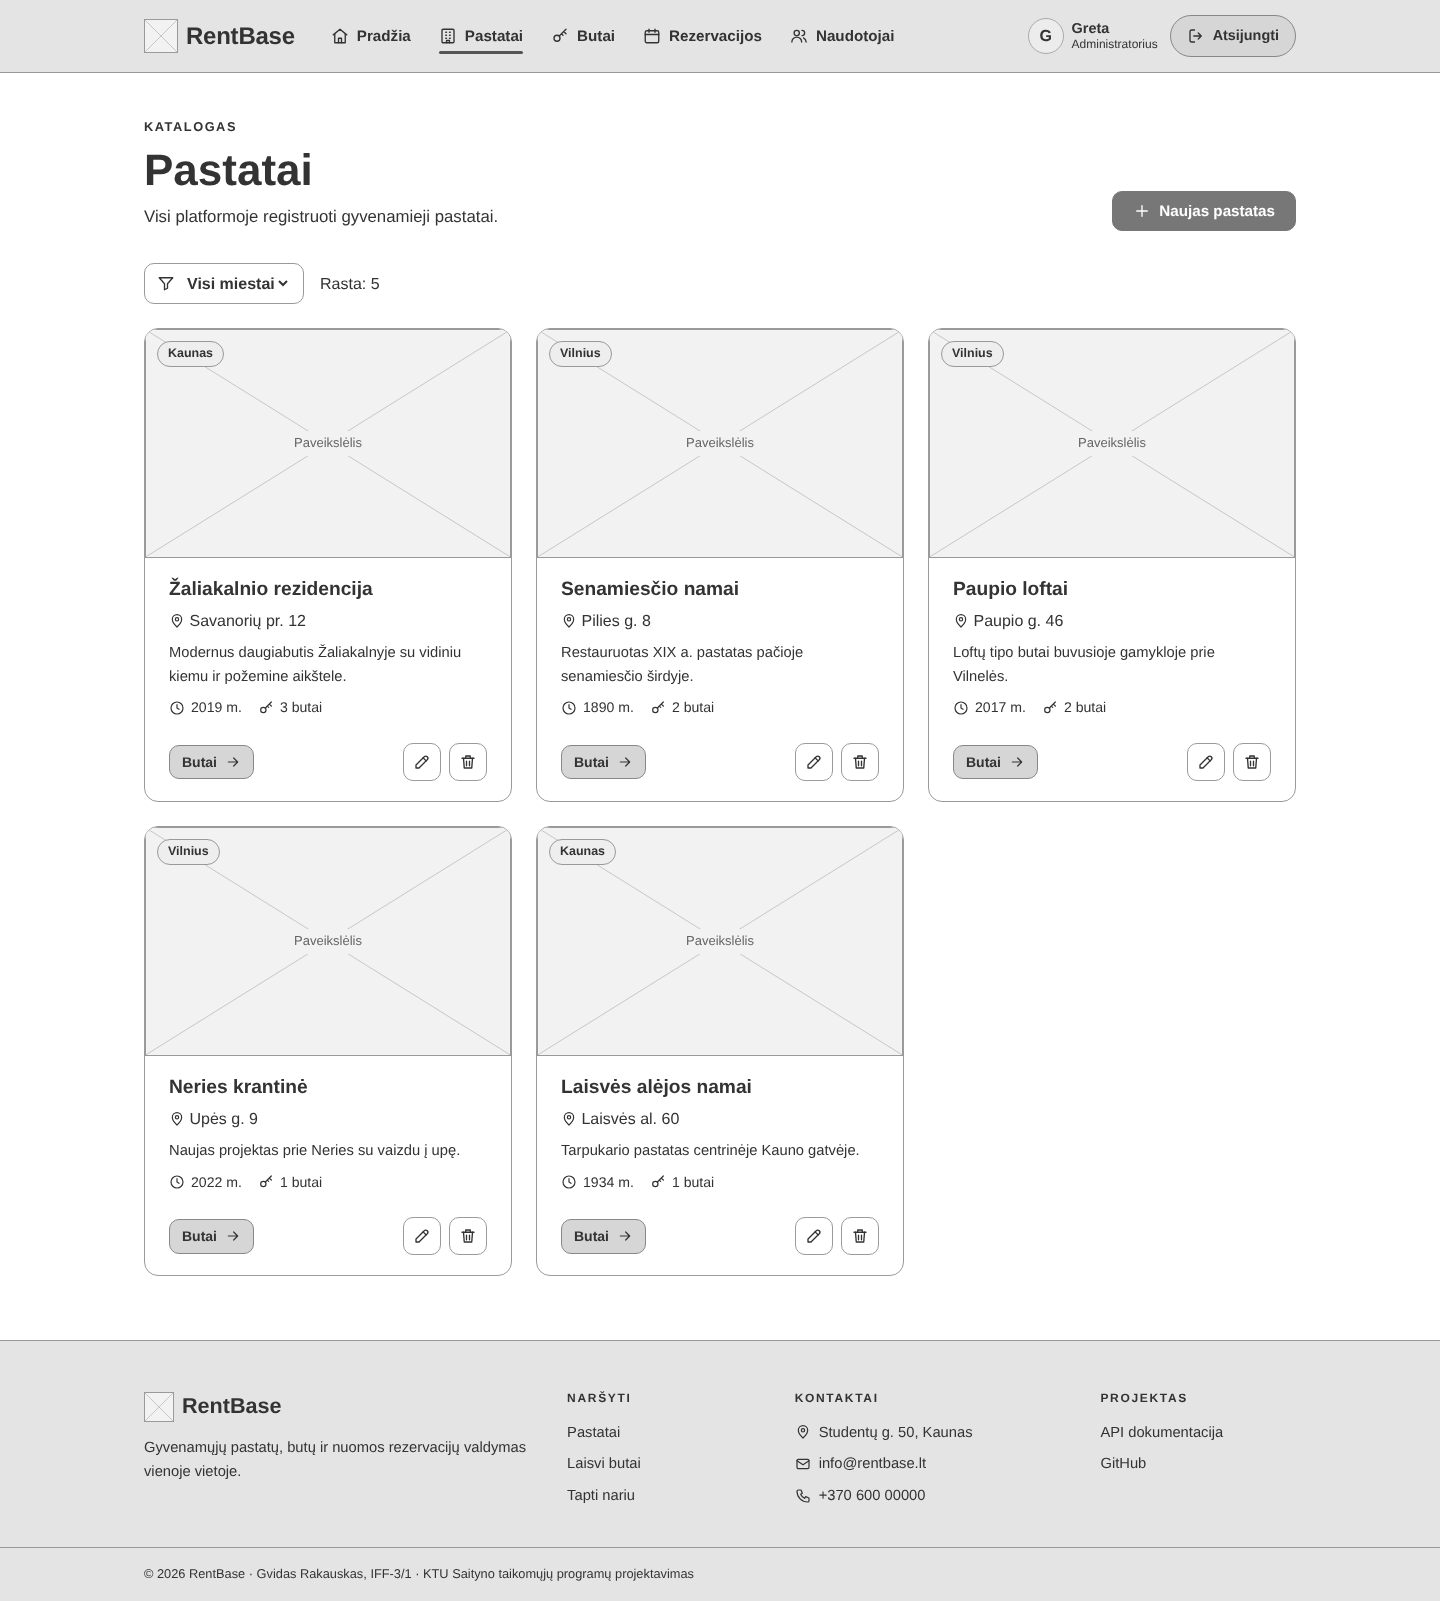 RentBase
Pradžia
Pastatai
Butai
Rezervacijos
Naudotojai
G
Greta
Administratorius
Atsijungti
KATALOGAS
Pastatai
Visi platformoje registruoti gyvenamieji pastatai.
Naujas pastatas
Visi miestai
Rasta: 5
Kaunas
Paveikslėlis
Žaliakalnio rezidencija
Savanorių pr. 12
Modernus daugiabutis Žaliakalnyje su vidiniu
kiemu ir požemine aikštele.
2019 m.
3 butai
Butai
Vilnius
Paveikslėlis
Senamiesčio namai
Pilies g. 8
Restauruotas XIX a. pastatas pačioje
senamiesčio širdyje.
1890 m.
2 butai
Butai
Vilnius
Paveikslėlis
Paupio loftai
Paupio g. 46
Loftų tipo butai buvusioje gamykloje prie
Vilnelės.
2017 m.
2 butai
Butai
Vilnius
Paveikslėlis
Neries krantinė
Upės g. 9
Naujas projektas prie Neries su vaizdu į upę.
2022 m.
1 butai
Butai
Kaunas
Paveikslėlis
Laisvės alėjos namai
Laisvės al. 60
Tarpukario pastatas centrinėje Kauno gatvėje.
1934 m.
1 butai
Butai
RentBase
Gyvenamųjų pastatų, butų ir nuomos rezervacijų valdymas
vienoje vietoje.
NARŠYTI
Pastatai
Laisvi butai
Tapti nariu
KONTAKTAI
Studentų g. 50, Kaunas
info@rentbase.lt
+370 600 00000
PROJEKTAS
API dokumentacija
GitHub
© 2026 RentBase · Gvidas Rakauskas, IFF-3/1 · KTU Saityno taikomųjų programų projektavimas